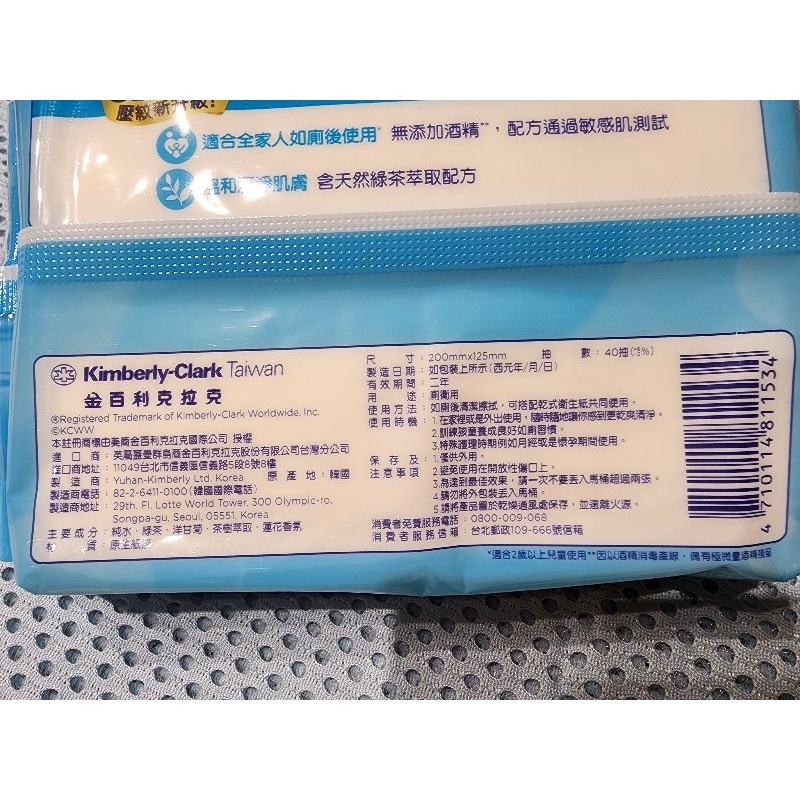 壓紋新升級!
適合全家人如廁後使用* 無添加酒精**，配方通過敏感肌測試
溫和潔淨肌膚 含天然綠茶萃取配方
Kimberly-Clark Taiwan
金百利克拉克
®Registered Trademark of Kimberly-Clark Worldwide, Inc.
©KCWW
本註冊商標由美商金百利克拉克國際公司 授權
進口商：英屬蓋曼群島商金百利克拉克股份有限公司台灣分公司
進口商地址：11049台北市信義區信義路5段8號8樓
製造商：Yuhan-Kimberly Ltd. Korea 原產地：韓國
製造商電話：82-2-6411-0100 (韓國國際電話)
製造商地址：29th. Fl. Lotte World Tower, 300 Olympic-ro,
Songpa-gu, Seoul, 05551, Korea
主要成分：純水、綠茶、洋甘菊、茶樹萃取、蓮花香氛
材質：原生紙漿
尺寸：200mmx125mm 抽數：40抽(±5%)
製造日期：如包裝上所示(西元年/月/日)
有效期間：二年
用途：廁衛用
使用方法：如廁後清潔擦拭，可搭配乾式衛生紙共同使用。
使用時機：1.在家裡或是外出使用，隨時隨地讓你感到更乾爽清淨。
2.訓練孩童養成良好如廁習慣。
3.特殊護理時期例如月經或是懷孕期間使用。
保存及注意事項：1.僅供外用。
2.避免使用在開放性傷口上。
3.為達到最佳效果，請一次不要丟入馬桶超過兩張。
4.請勿將外包裝丟入馬桶。
5.請將產品置於乾燥通風處保存，並遠離火源。
消費者免費服務電話：0800-009-068
消費者服務信箱：台北郵政109-666號信箱
*適合2歲以上兒童使用**因以酒精消毒產線，偶有極微量酒精殘留
4 710114 811534